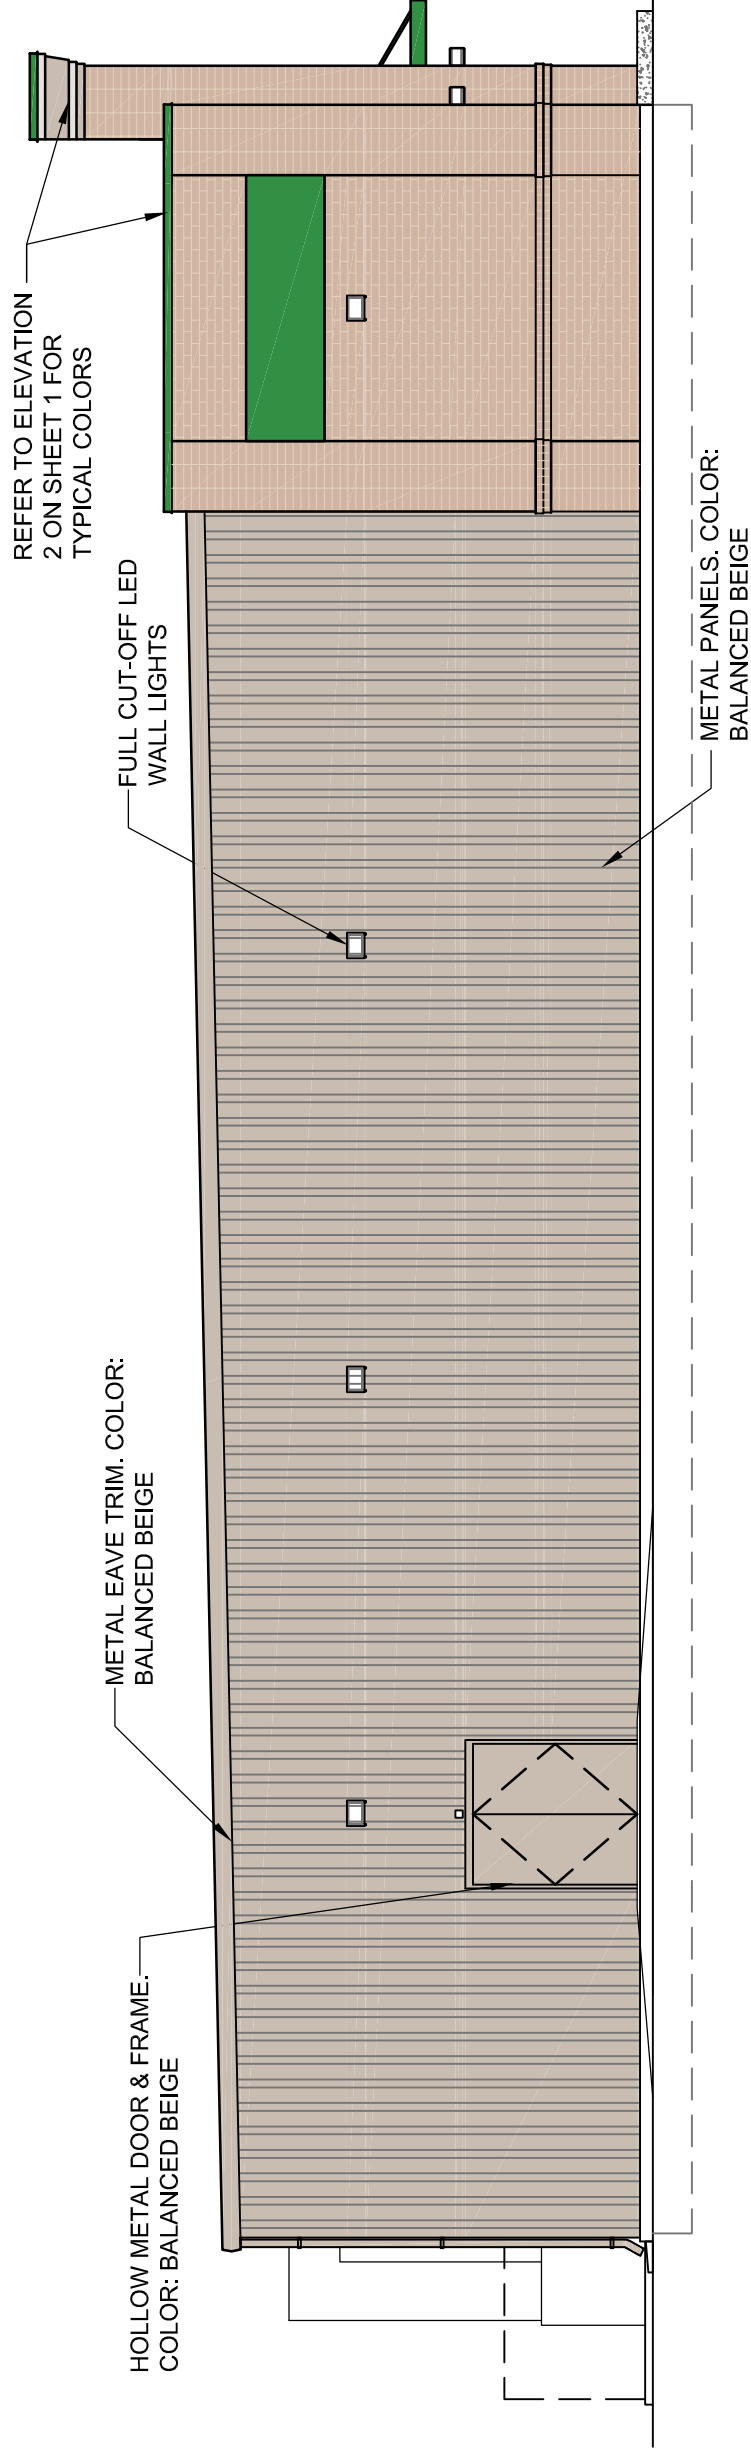 HOLLOW METAL DOOR & FRAME.
COLOR: BALANCED BEIGE
METAL EAVE TRIM. COLOR:
BALANCED BEIGE
FULL CUT-OFF LED
WALL LIGHTS
REFER TO ELEVATION
2 ON SHEET 1 FOR
TYPICAL COLORS
METAL PANELS. COLOR:
BALANCED BEIGE